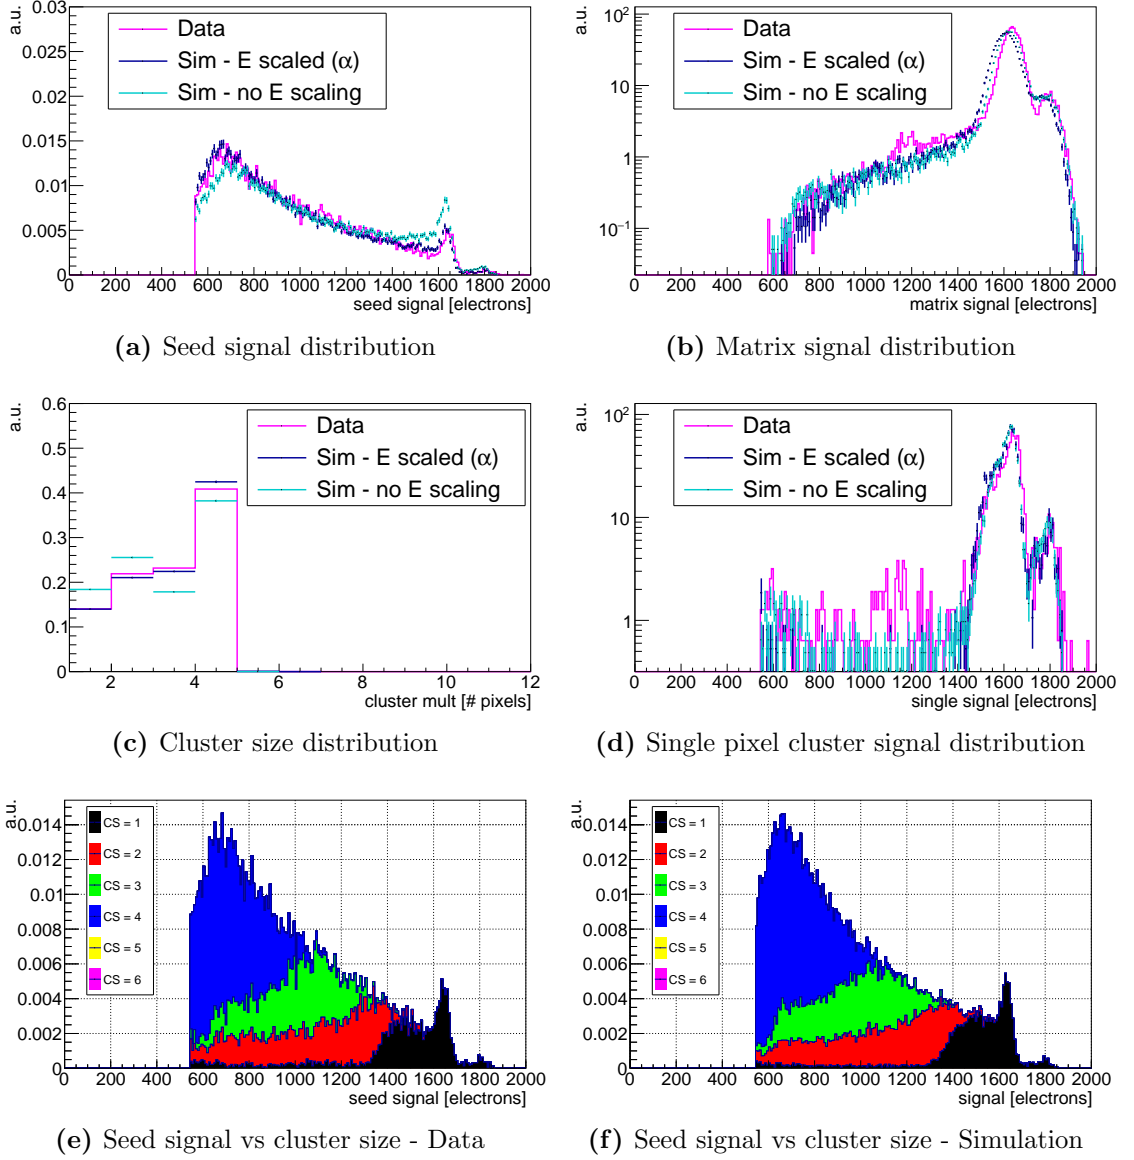 a.u.
0.03
0.025
0.02
0.015
0.01
0.005
0
Data
Sim - E scaled (α)
Sim - no E scaling
0 200 400 600 800 1000 1200 1400 1600 1800 2000
seed signal [electrons]
(a) Seed signal distribution
a.u.
10²
10
1
10⁻¹
Data
Sim - E scaled (α)
Sim - no E scaling
0 200 400 600 800 1000 1200 1400 1600 1800 2000
matrix signal [electrons]
(b) Matrix signal distribution
a.u.
0.6
0.5
0.4
0.3
0.2
0.1
0
Data
Sim - E scaled (α)
Sim - no E scaling
2 4 6 8 10 12
cluster mult [# pixels]
(c) Cluster size distribution
a.u.
10²
10
1
Data
Sim - E scaled (α)
Sim - no E scaling
0 200 400 600 800 1000 1200 1400 1600 1800 2000
single signal [electrons]
(d) Single pixel cluster signal distribution
a.u.
0.014
0.012
0.01
0.008
0.006
0.004
0.002
0
CS = 1
CS = 2
CS = 3
CS = 4
CS = 5
CS = 6
0 200 400 600 800 1000 1200 1400 1600 1800 2000
seed signal [electrons]
(e) Seed signal vs cluster size - Data
a.u.
0.014
0.012
0.01
0.008
0.006
0.004
0.002
0
CS = 1
CS = 2
CS = 3
CS = 4
CS = 5
CS = 6
0 200 400 600 800 1000 1200 1400 1600 1800 2000
signal [electrons]
(f) Seed signal vs cluster size - Simulation